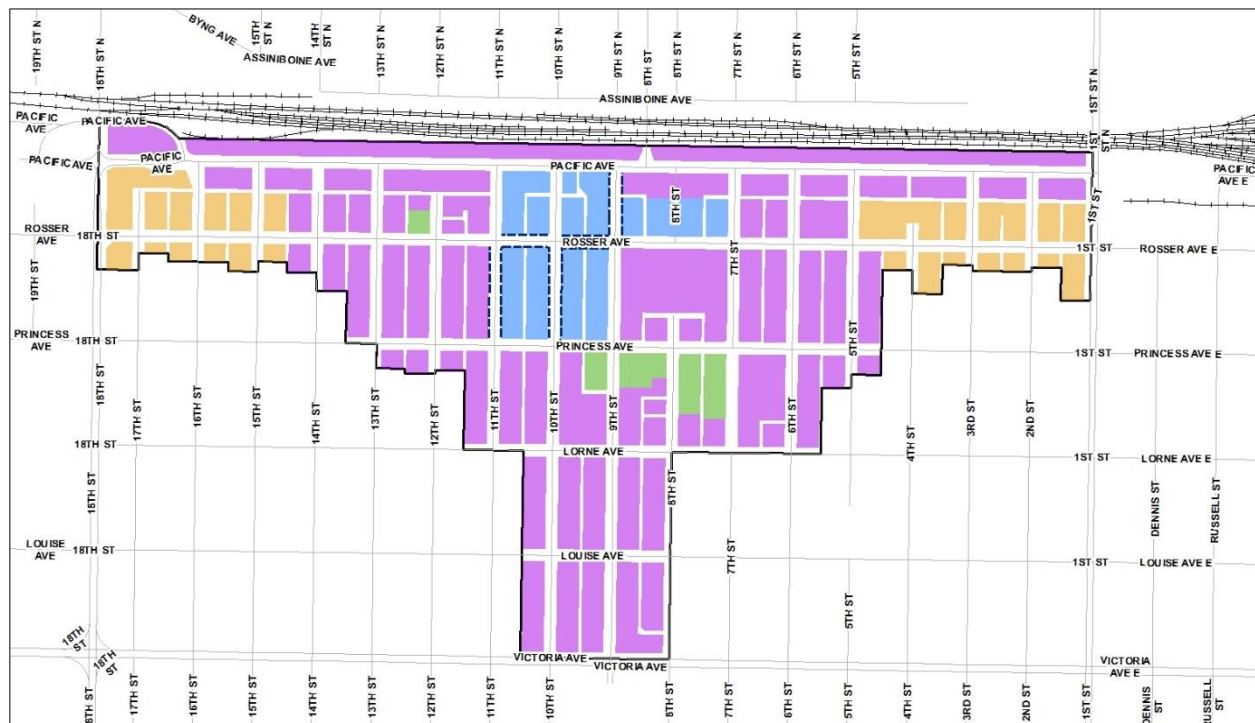 19TH ST N
18TH ST N
BYNG AVE
15TH
ST N
14TH
ST N
ASSINIBOINE AVE
13TH ST N
12TH ST N
11TH ST N
10TH ST N
9TH ST N
8TH ST
8TH ST N
7TH ST N
6TH ST N
5TH ST N
1ST ST N
ASSINIBOINE AVE
PACIFIC
AVE
PACIFIC AVE
1ST
ST N
PACIFIC AVE
PACIFIC
AVE
PACIFIC AVE
PACIFIC
AVE E
8TH ST
1ST ST
ROSSER
AVE
18TH ST
ROSSER AVE
7TH ST
1ST ST
ROSSER AVE E
19TH ST
PRINCESS
AVE
18TH ST
PRINCESS AVE
5TH ST
1ST ST
PRINCESS AVE E
18TH ST
17TH ST
16TH ST
15TH ST
14TH ST
13TH ST
12TH ST
11TH ST
10TH ST
9TH ST
6TH ST
4TH ST
3RD ST
2ND ST
18TH ST
LORNE AVE
1ST ST
LORNE AVE E
18TH ST
8TH ST
DENNIS ST
RUSSELL ST
LOUISE
AVE
18TH ST
LOUISE AVE
7TH ST
1ST ST
LOUISE AVE E
5TH ST
18TH
ST
18TH
ST
VICTORIA AVE
VICTORIA AVE
VICTORIA
AVE E
8TH ST
17TH ST
16TH ST
15TH ST
14TH ST
13TH ST
12TH ST
11TH ST
10TH ST
8TH ST
7TH ST
6TH ST
5TH ST
4TH ST
3RD ST
2ND ST
1ST ST
DENNIS
ST
RUSSELL
ST